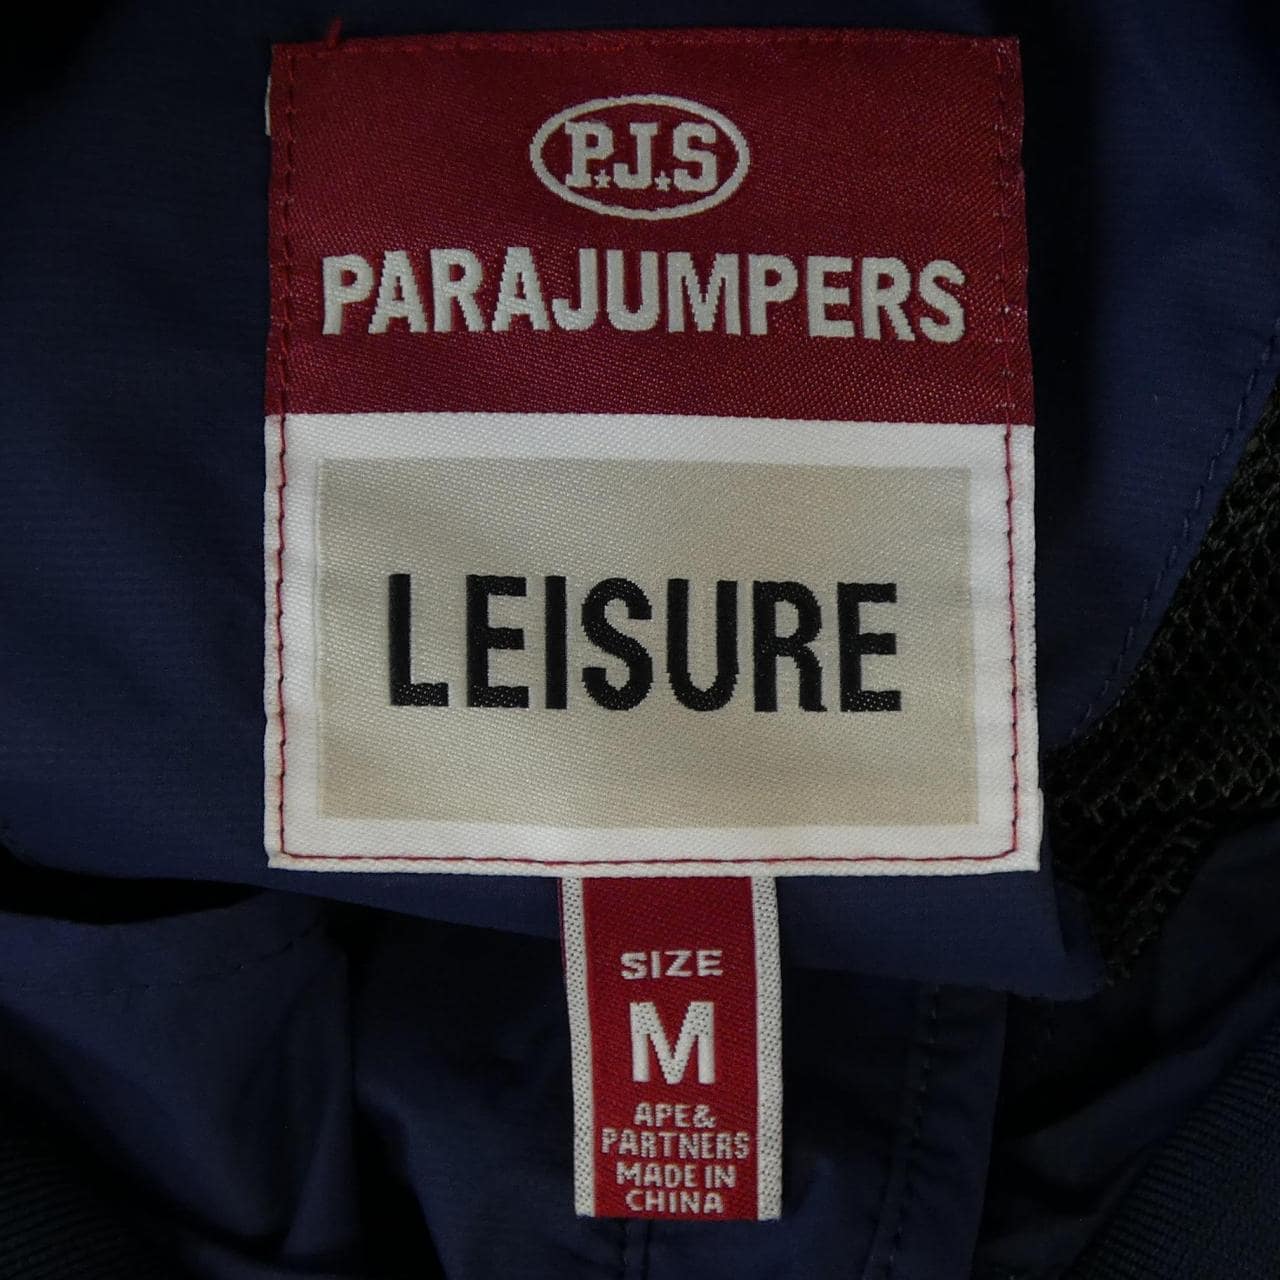 P.J.S
PARAJUMPERS
LEISURE
SIZE
M
APE&
PARTNERS
MADE IN
CHINA